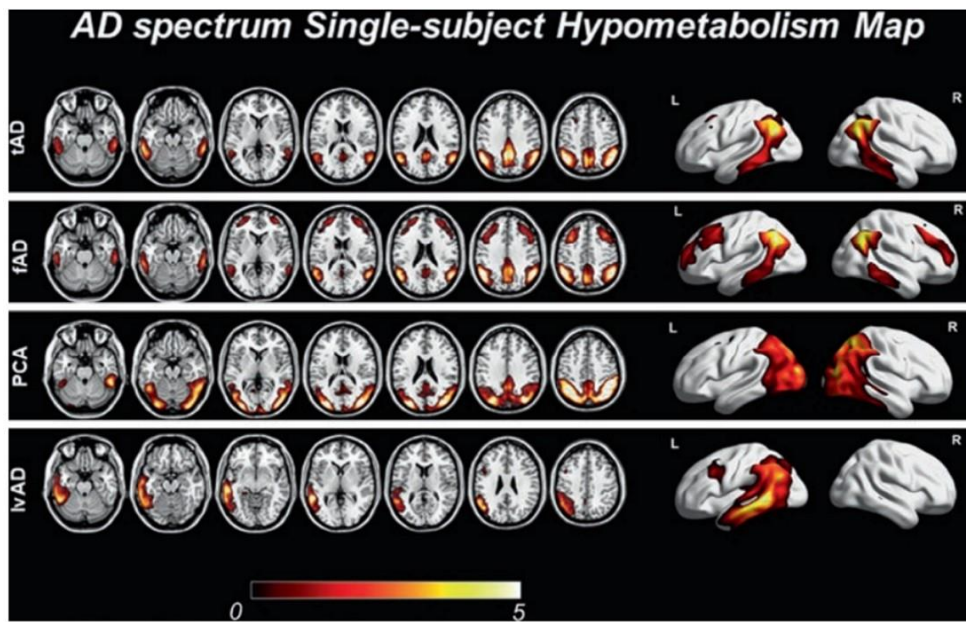 AD spectrum Single-subject Hypometabolism Map
tAD
L
R
fAD
L
R
PCA
L
R
lvAD
L
R
0
5